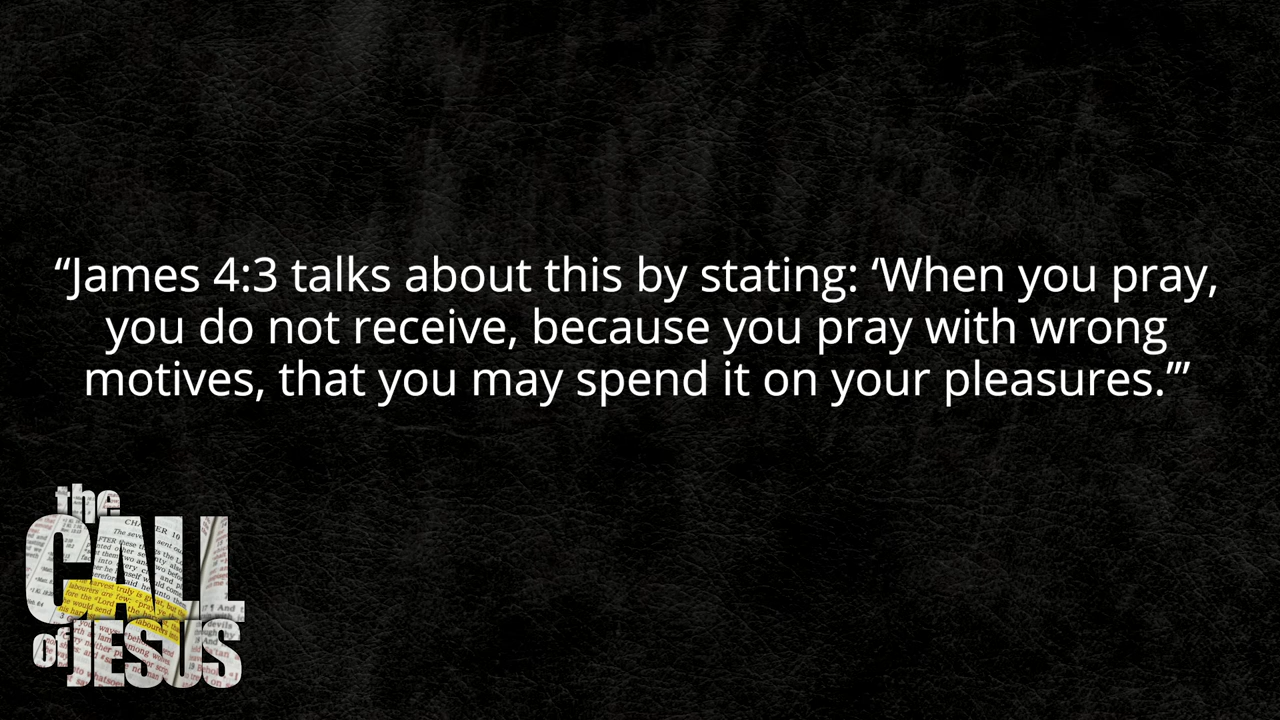 “James 4:3 talks about this by stating: ‘When you pray,
you do not receive, because you pray with wrong
motives, that you may spend it on your pleasures.’”
the
CALL
of JESUS